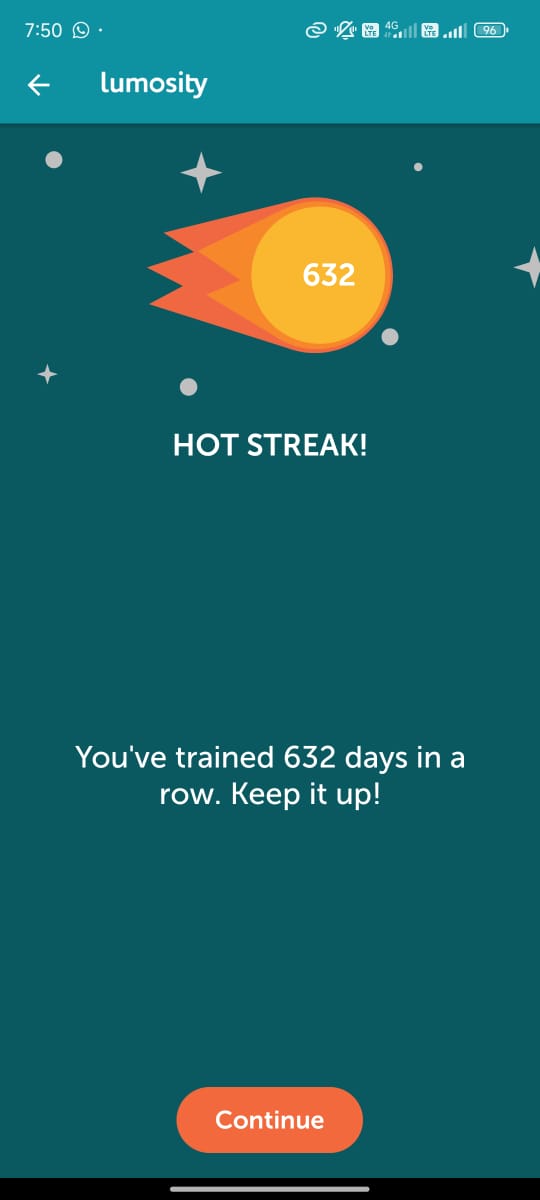 7:50
Vo LTE 4G Vo LTE 96
lumosity
632
HOT STREAK!
You've trained 632 days in a
row. Keep it up!
Continue